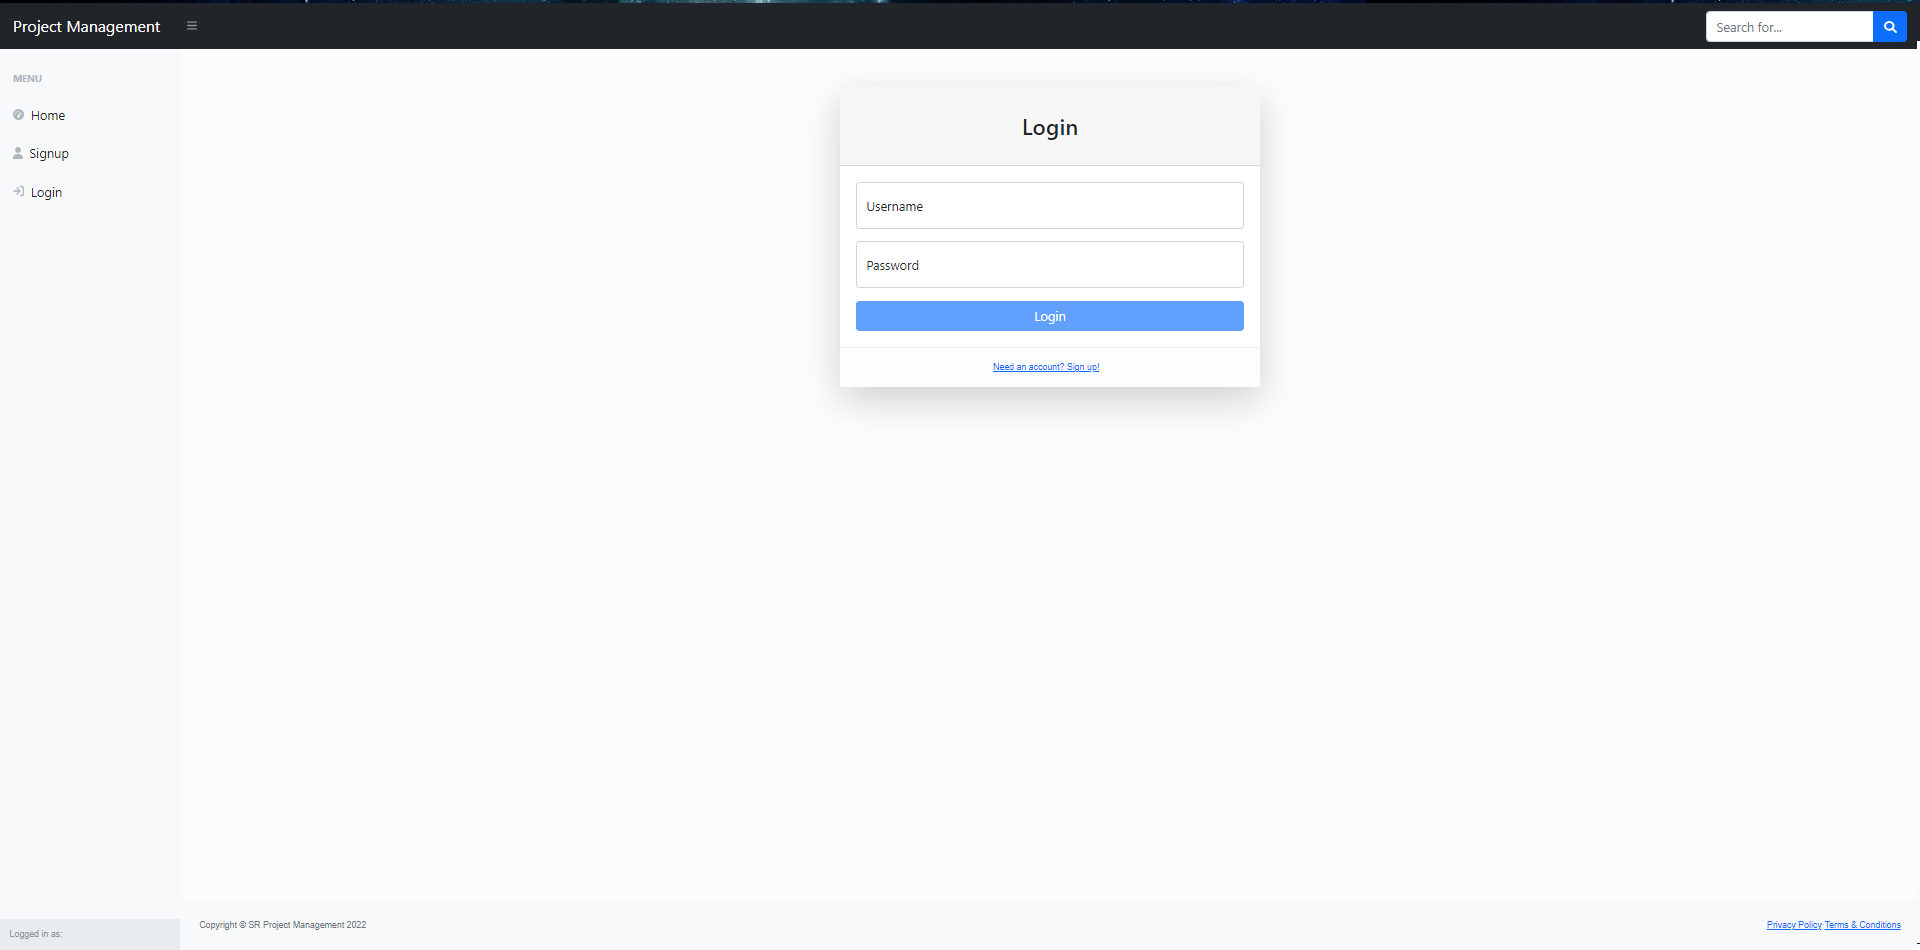 Project Management
Search for...
MENU
Home
Signup
Login
Login
Username
Password
Login
Need an account? Sign up!
Logged in as:
Copyright © SR Project Management 2022
Privacy Policy Terms & Conditions